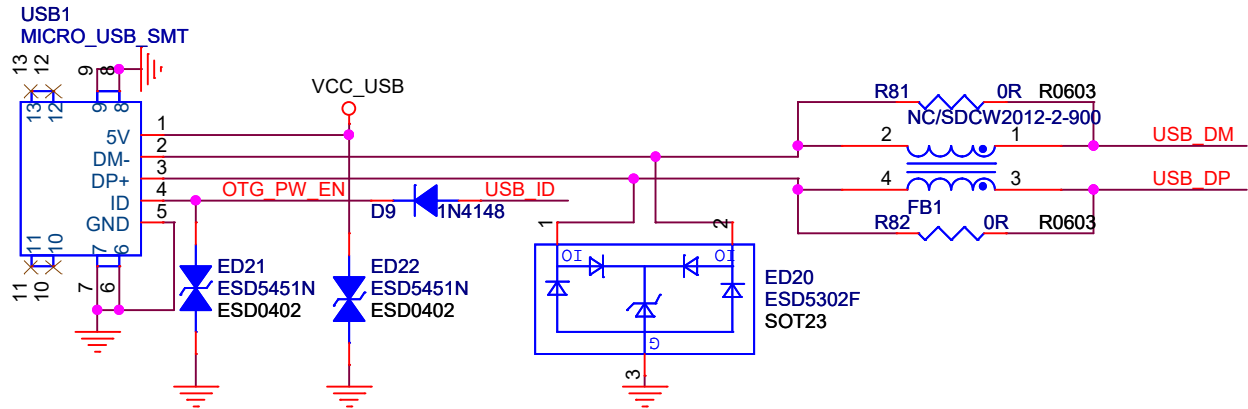 USB1
MICRO_USB_SMT
13
12
9
8
13
12
9
8
VCC_USB
R81
0R
R0603
NC/SDCW2012-2-900
5V
1
2
1
USB_DM
DM-
2
DP+
3
4
3
USB_DP
ID
4
OTG_PW_EN
USB_ID
GND
5
D9
1N4148
FB1
R82
0R
R0603
1
2
11
10
7
6
11
10
7
6
IO
IO
ED21
ESD5451N
ESD0402
ED22
ESD5451N
ESD0402
ED20
ESD5302F
SOT23
G
3